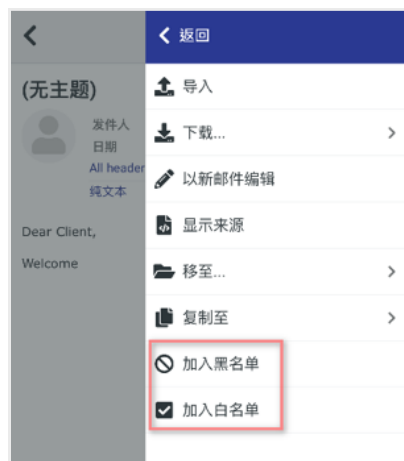 (无主题)
发件人
日期
All header
纯文本
Dear Client,
Welcome
返回
导入
下载...
以新邮件编辑
显示来源
移至...
复制至
加入黑名单
加入白名单